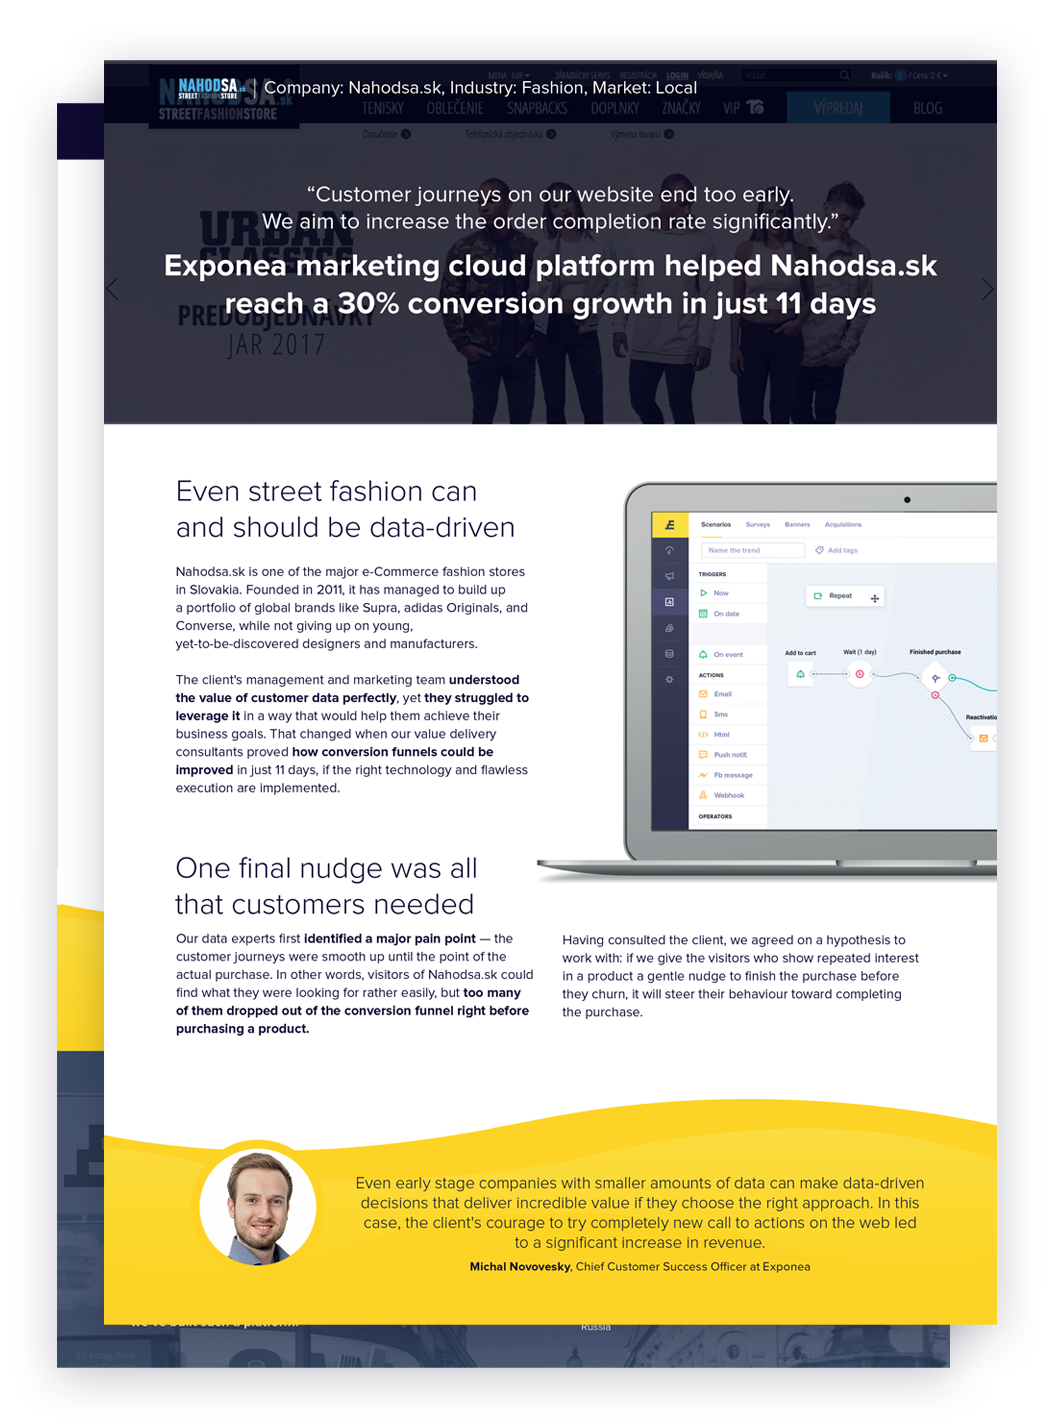 NAHODSA.sk
STREETFASHIONSTORE
Company: Nahodsa.sk, Industry: Fashion, Market: Local
MENA: EUR
ZÁKAZNÍCKY SERVIS
REGISTRÁCIA
LOGIN
VÝDAJŇA
Hľadať...
Košík:
/ Cena: 0 €
STREETFASHIONSTORE
TENISKY
OBLEČENIE
SNAPBACKS
DOPLNKY
ZNAČKY
VIP
VÝPREDAJ
BLOG
Doručenie
Telefonická objednávka
Výmena tovaru
“Customer journeys on our website end too early.
We aim to increase the order completion rate significantly.”
URBAN
CLASSICS
Exponea marketing cloud platform helped Nahodsa.sk
reach a 30% conversion growth in just 11 days
PREDOBJEDNÁVKY
JAR 2017
Even street fashion can
and should be data-driven
Nahodsa.sk is one of the major e-Commerce fashion stores
in Slovakia. Founded in 2011, it has managed to build up
a portfolio of global brands like Supra, adidas Originals, and
Converse, while not giving up on young,
yet-to-be-discovered designers and manufacturers.
The client's management and marketing team understood
the value of customer data perfectly, yet they struggled to
leverage it in a way that would help them achieve their
business goals. That changed when our value delivery
consultants proved how conversion funnels could be
improved in just 11 days, if the right technology and flawless
execution are implemented.
Scenarios
Surveys
Banners
Acquisitions
Name the trend
Add tags
TRIGGERS
Now
On date
On event
ACTIONS
Email
Sms
Html
Push notif.
Fb message
Webhook
OPERATORS
Repeat
Add to cart
Wait (1 day)
Finished purchase
Reactivatio
One final nudge was all
that customers needed
Our data experts first identified a major pain point — the
customer journeys were smooth up until the point of the
actual purchase. In other words, visitors of Nahodsa.sk could
find what they were looking for rather easily, but too many
of them dropped out of the conversion funnel right before
purchasing a product.
Having consulted the client, we agreed on a hypothesis to
work with: if we give the visitors who show repeated interest
in a product a gentle nudge to finish the purchase before
they churn, it will steer their behaviour toward completing
the purchase.
Even early stage companies with smaller amounts of data can make data-driven
decisions that deliver incredible value if they choose the right approach. In this
case, the client's courage to try completely new call to actions on the web led
to a significant increase in revenue.
Michal Novovesky, Chief Customer Success Officer at Exponea
we've built such a platform.
Russia